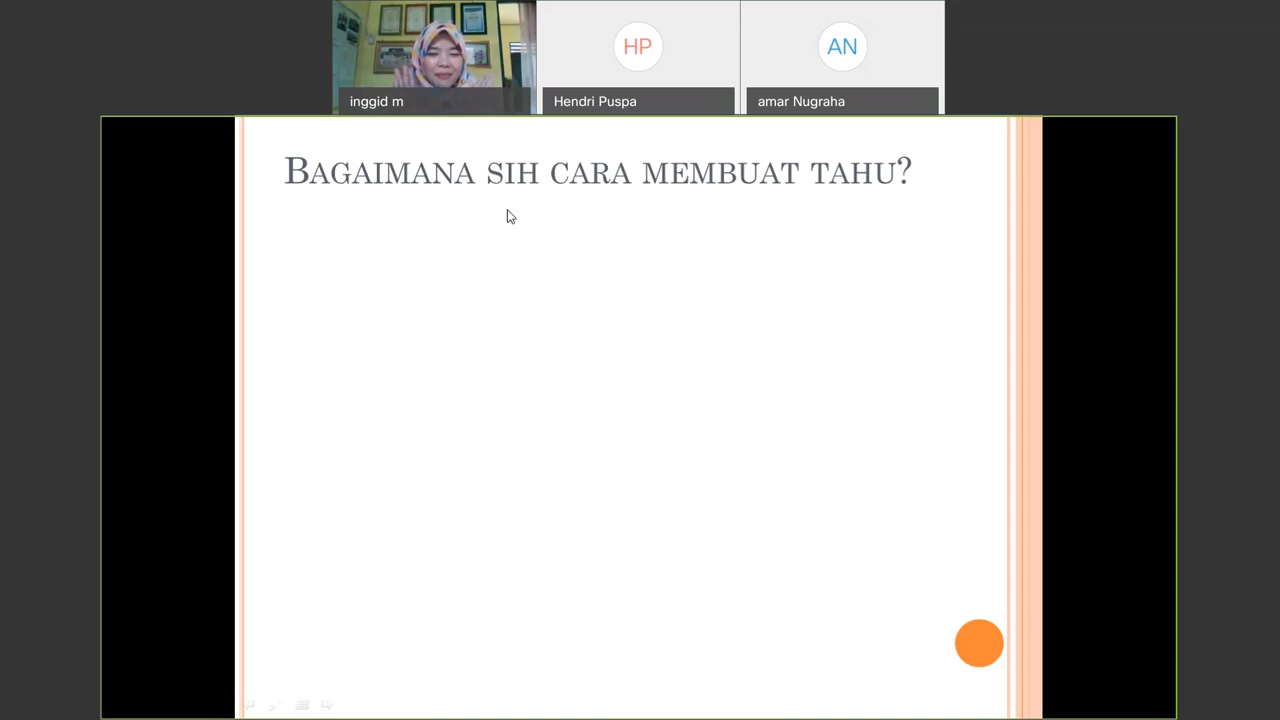 inggid m
HP
Hendri Puspa
AN
amar Nugraha
BAGAIMANA SIH CARA MEMBUAT TAHU?